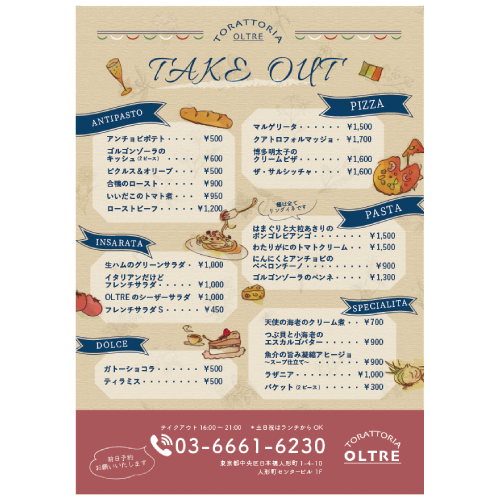 TORATTORIA
OLTRE
TAKE OUT
ANTIPASTO
アンチョビポテト・・・・ ¥500
ゴルゴンゾーラの
キッシュ(2ピース)・・・・ ¥600
ピクルス&オリーブ・・・ ¥500
合鴨のロースト・・・・・ ¥900
いいだこのトマト煮・・・ ¥950
ローストビーフ・・・・ ¥1,200
INSARATA
生ハムのグリーンサラダ・ ¥1,000
イタリアンだけど
フレンチサラダ・・・・ ¥1,000
OLTREのシーザーサラダ ¥1,000
フレンチサラダS・・・・ ¥450
DOLCE
ガトーショコラ・・・・・ ¥500
ティラミス・・・・・・・ ¥500
PIZZA
マルゲリータ・・・・・・・ ¥1,500
クアトロフォルマッジョ・・ ¥1,700
博多明太子の
クリームピザ・・・・・・ ¥1,600
ザ・サルシッチャ・・・・・ ¥1,600
麺は全て
リングイネです
PASTA
はまぐりと大粒あさりの
ボンゴレビアンゴ・・・・・ ¥1,500
わたりがにのトマトクリーム・・ ¥1,500
にんにくとアンチョビの
ペペロンチーノ・・・・・・ ¥900
ゴルゴンゾーラのペンネ・・・ ¥1,300
SPECIALITA
天使の海老のクリーム煮・・ ¥700
つぶ貝と小海老の
エスカルゴバター・・・・ ¥900
魚介の旨み凝縮アヒージョ
〜スープ仕立て〜・・・・・ ¥900
ラザニア・・・・・・・・ ¥1,000
バケット(2ピース)・・・・・ ¥300
テイクアウト 16:00〜21:00 *土日祝はランチからOK
03-6661-6230
前日予約
お願いいたします
東京都中央区日本橋人形町1-4-10
人形町センタービル 1F
TORATTORIA
OLTRE